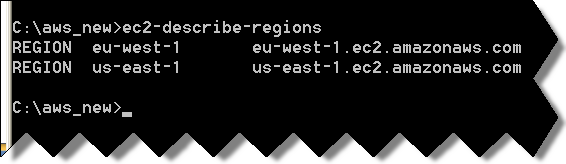 C:\aws_new>ec2-describe-regions
REGION  eu-west-1       eu-west-1.ec2.amazonaws.com
REGION  us-east-1       us-east-1.ec2.amazonaws.com
C:\aws_new>_